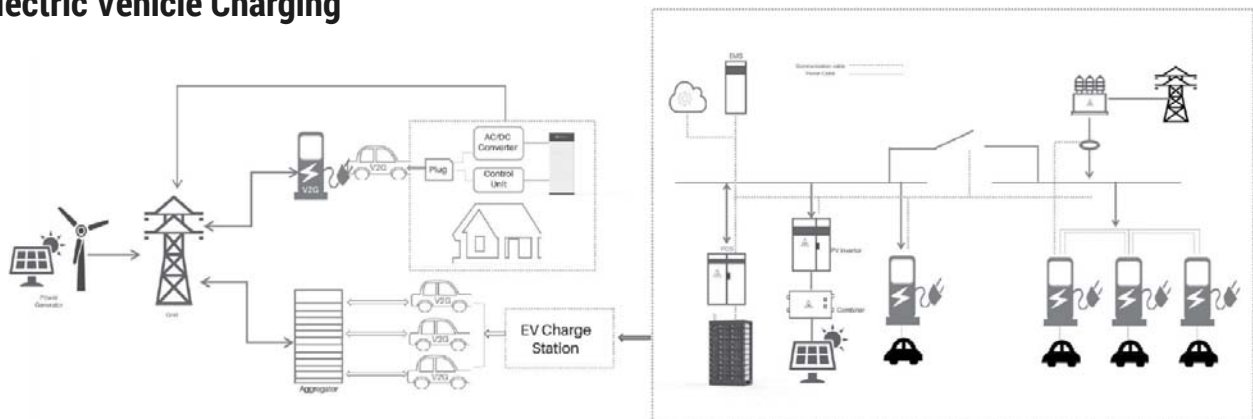 lectric Vehicle Charging
EMS
Communication cable
Power Cable
AC/DC
Converter
V2G
Plug
V2G
Control
Unit
PCS
PV Invertor
Power
Generator
Grid
V2G
Combiner
V2G
EV Charge
Station
V2G
Aggregator